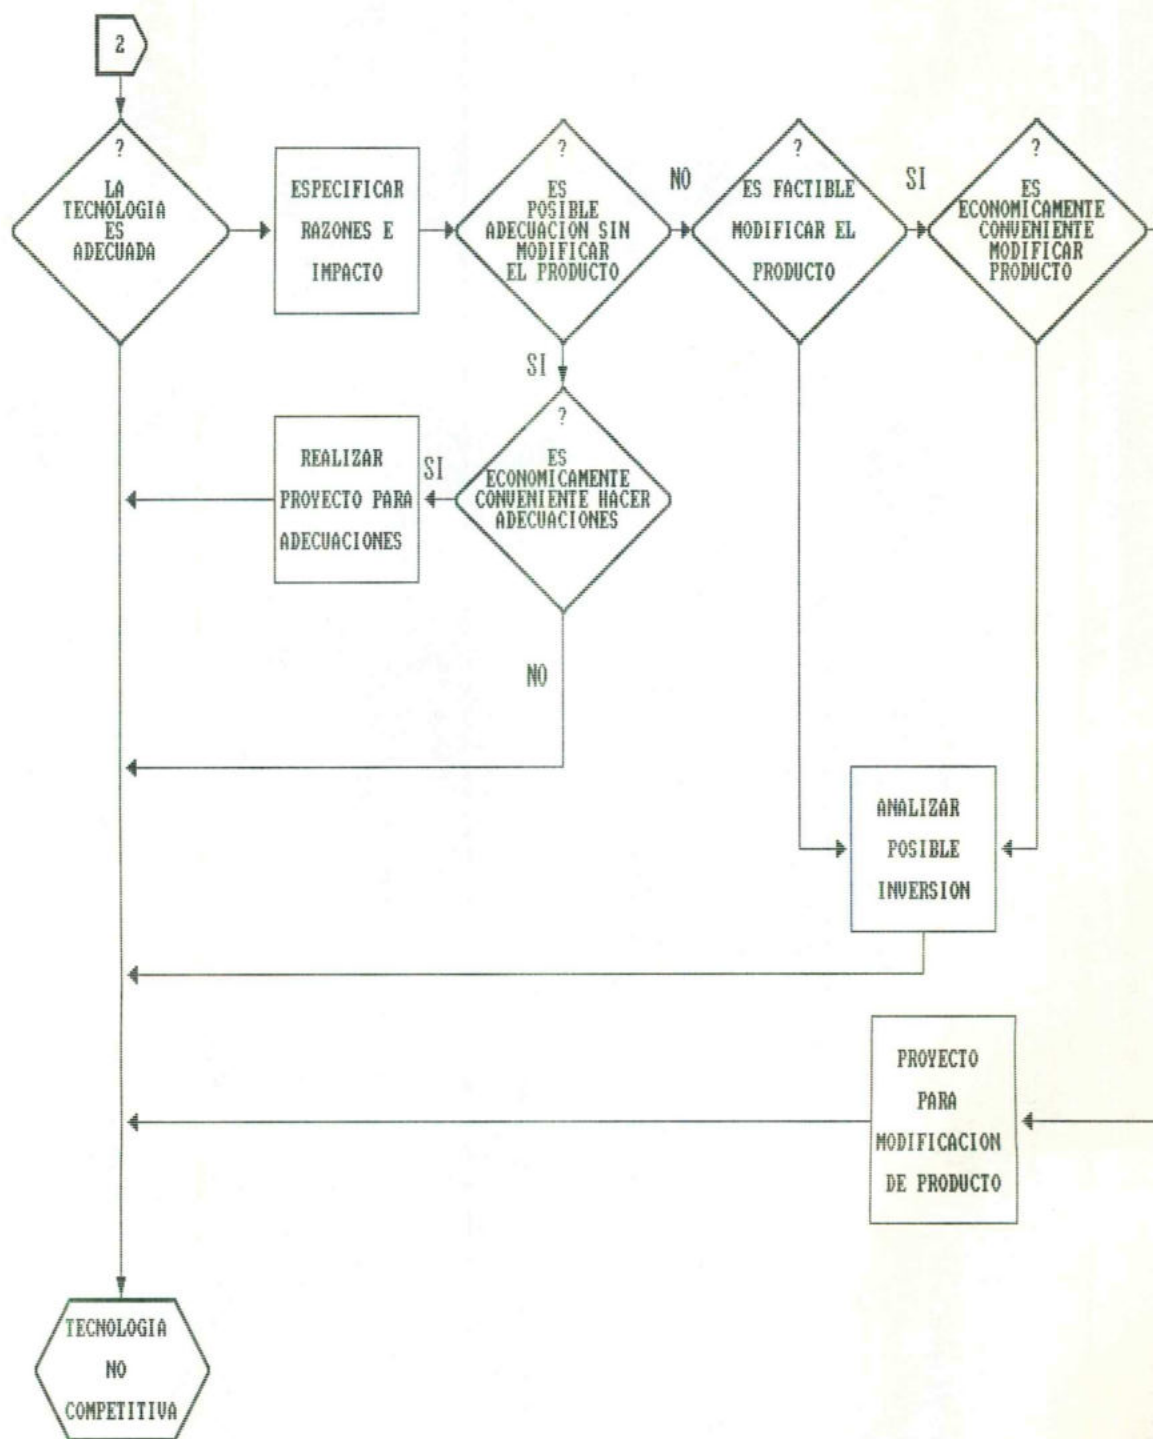 2
?
LA
TECNOLOGIA
ES
ADECUADA
ESPECIFICAR
RAZONES E
IMPACTO
?
ES
POSIBLE
ADECUACION SIN
MODIFICAR
EL PRODUCTO
NO
?
ES FACTIBLE
MODIFICAR EL
PRODUCTO
SI
?
ES
ECONOMICAMENTE
CONVENIENTE
MODIFICAR
PRODUCTO
SI
?
ES
ECONOMICAMENTE
CONVENIENTE HACER
ADECUACIONES
SI
REALIZAR
PROYECTO PARA
ADECUACIONES
NO
ANALIZAR
POSIBLE
INVERSION
PROYECTO
PARA
MODIFICACION
DE PRODUCTO
TECNOLOGIA
NO
COMPETITIVA